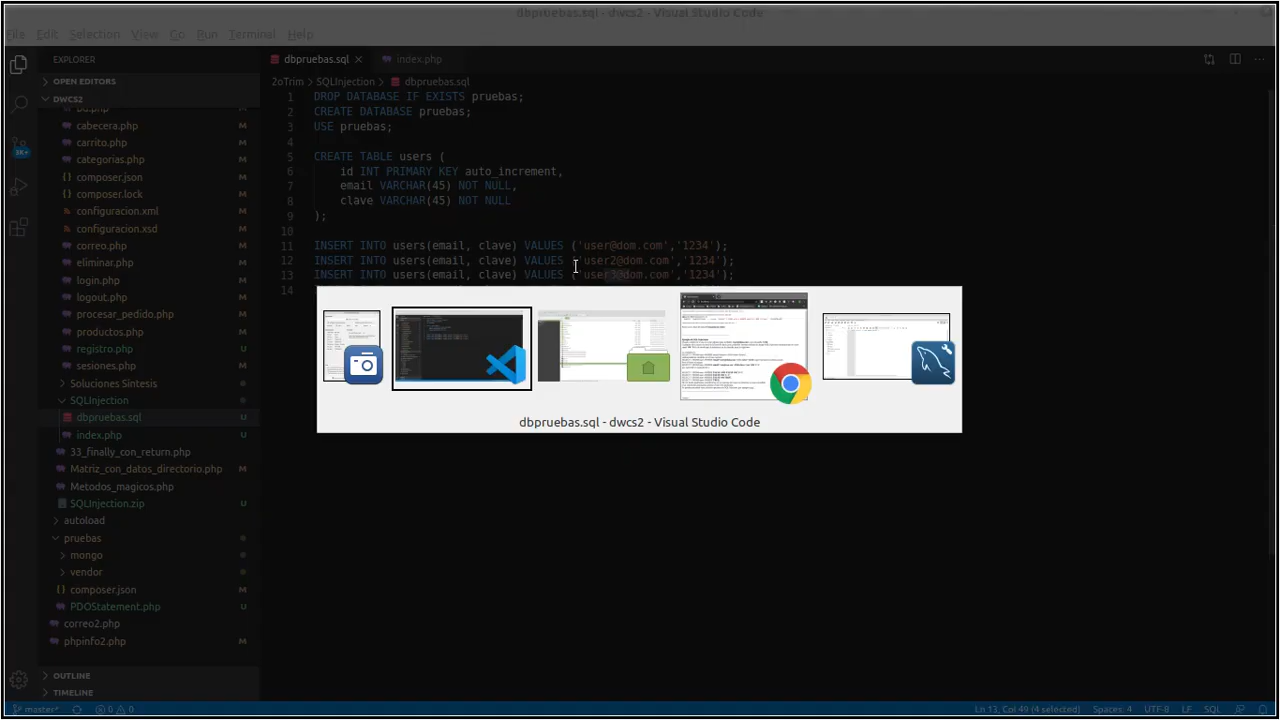 dbpruebas.sql - dwcs2 - Visual Studio Code
File Edit Selection View Go Run Terminal Help
EXPLORER
dbpruebas.sql
index.php
OPEN EDITORS
2oTrim > SQLInjection > dbpruebas.sql
DWCS2
bd.php M
cabecera.php M
carrito.php M
categorias.php M
composer.json M
composer.lock M
configuracion.xml M
configuracion.xsd M
correo.php M
eliminar.php M
login.php M
logout.php M
procesar_pedido.php M
productos.php M
registro.php M
sesiones.php M
Soluciones Síntesis
SQLInjection
dbpruebas.sql U
index.php U
33_finally_con_return.php M
Matriz_con_datos_directorio.php M
Metodos_magicos.php M
SQLInjection.zip U
autoload
pruebas
mongo
vendor
composer.json M
PDOStatement.php U
correo2.php M
phpinfo2.php M
OUTLINE
TIMELINE
3K+
1 DROP DATABASE IF EXISTS pruebas;
2 CREATE DATABASE pruebas;
3 USE pruebas;
4
5 CREATE TABLE users (
6 id INT PRIMARY KEY auto_increment,
7 email VARCHAR(45) NOT NULL,
8 clave VARCHAR(45) NOT NULL
9 );
10
11 INSERT INTO users(email, clave) VALUES ('user@dom.com','1234');
12 INSERT INTO users(email, clave) VALUES ('user2@dom.com','1234');
13 INSERT INTO users(email, clave) VALUES ('user3@dom.com','1234');
14
dbpruebas.sql - dwcs2 - Visual Studio Code
master* 0 0 Ln 13, Col 49 (4 selected) Spaces: 4 UTF-8 LF SQL